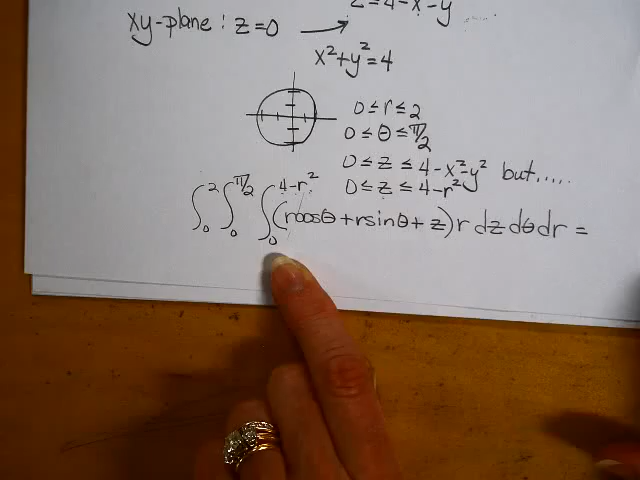 z=4-x-y
xy-plane: z=0
x²+y²=4
0≤r≤2
0≤θ≤π/2
0≤z≤4-x²-y² but.....
0≤z≤4-r²
∫₀² ∫₀^(π/2) ∫₀^(4-r²) (rcosθ+rsinθ+z)r dz dθ dr =